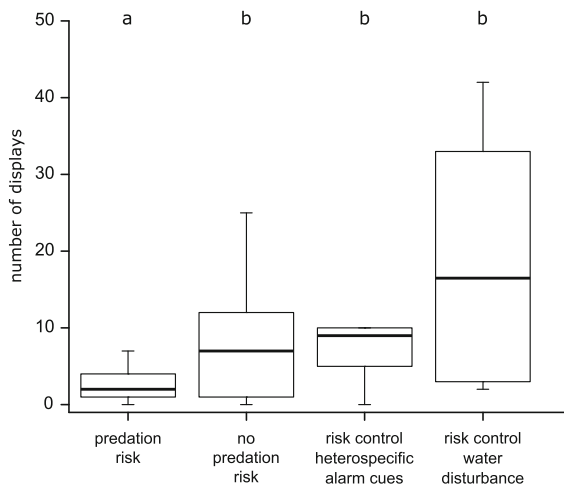 a b b b
50
40
30
20
10
0
number of displays
predation
risk
no
predation
risk
risk control
heterospecific
alarm cues
risk control
water
disturbance